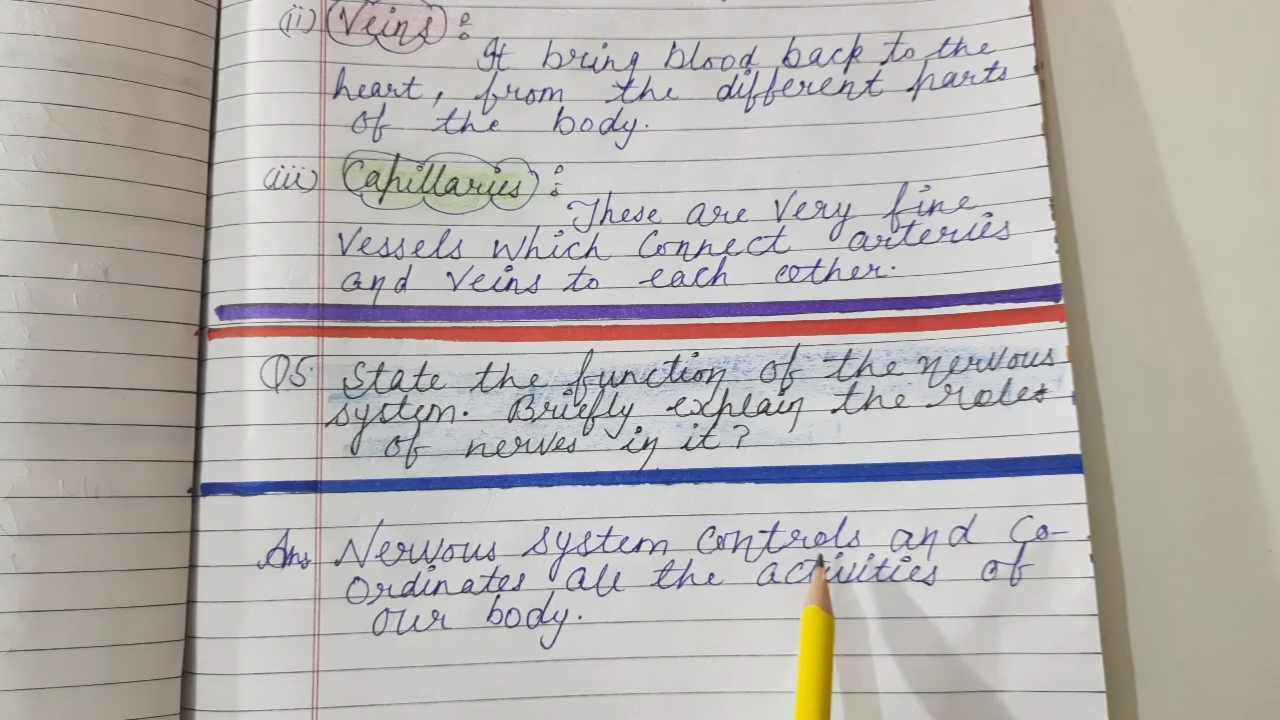 (ii) Veins :
It bring blood back to the
heart, from the different parts
of the body.
(iii) Capillaries :
These are very fine
vessels which connect arteries
and veins to each other.
Q5 State the function of the nervous
system. Briefly explain the roles
of nerves in it?
Ans Nervous system controls and Co-
ordinates all the activities of
our body.